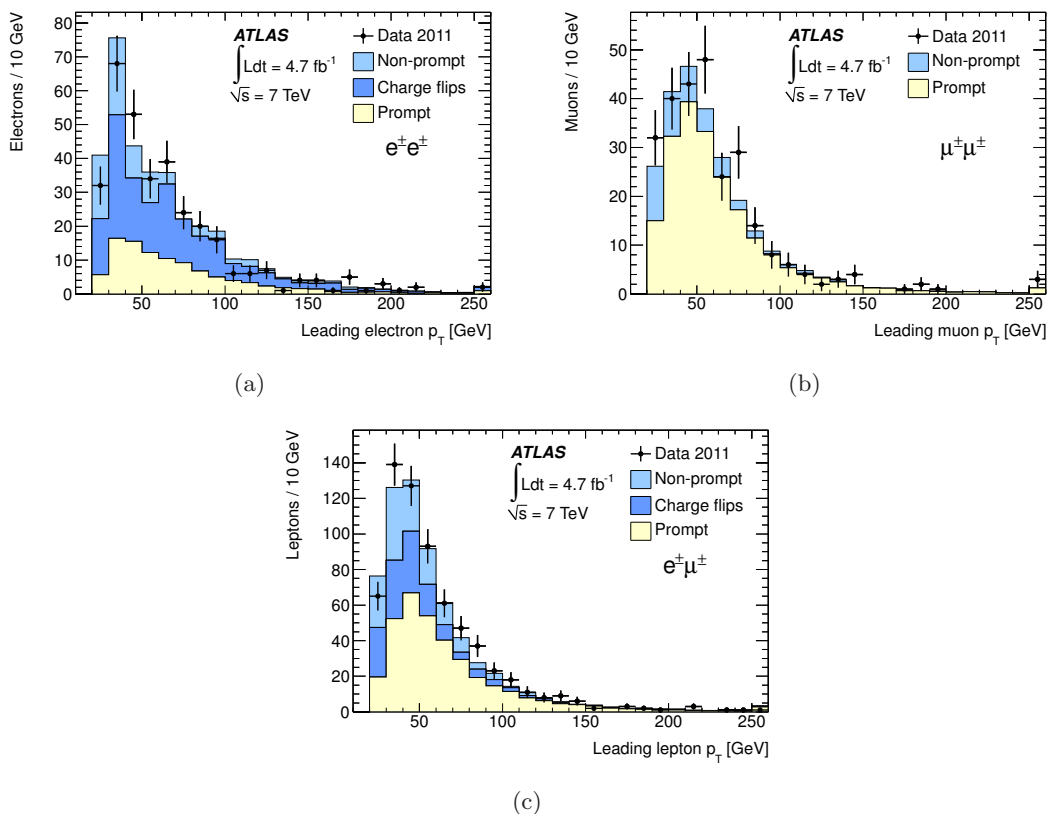 Electrons / 10 GeV
80
70
60
50
40
30
20
10
0
50
100
150
200
250
Leading electron p_T [GeV]
ATLAS
∫Ldt = 4.7 fb⁻¹
√s = 7 TeV
Data 2011
Non-prompt
Charge flips
Prompt
e±e±
(a)
Muons / 10 GeV
50
40
30
20
10
0
50
100
150
200
250
Leading muon p_T [GeV]
ATLAS
∫Ldt = 4.7 fb⁻¹
√s = 7 TeV
Data 2011
Non-prompt
Prompt
μ±μ±
(b)
Leptons / 10 GeV
140
120
100
80
60
40
20
0
50
100
150
200
250
Leading lepton p_T [GeV]
ATLAS
∫Ldt = 4.7 fb⁻¹
√s = 7 TeV
Data 2011
Non-prompt
Charge flips
Prompt
e±μ±
(c)